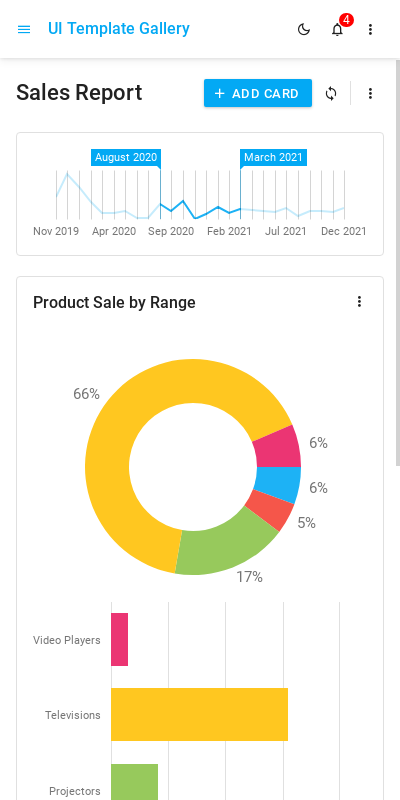 UI Template Gallery
4
Sales Report
ADD CARD
August 2020
March 2021
Nov 2019
Apr 2020
Sep 2020
Feb 2021
Jul 2021
Dec 2021
Product Sale by Range
66%
6%
6%
5%
17%
Video Players
Televisions
Projectors